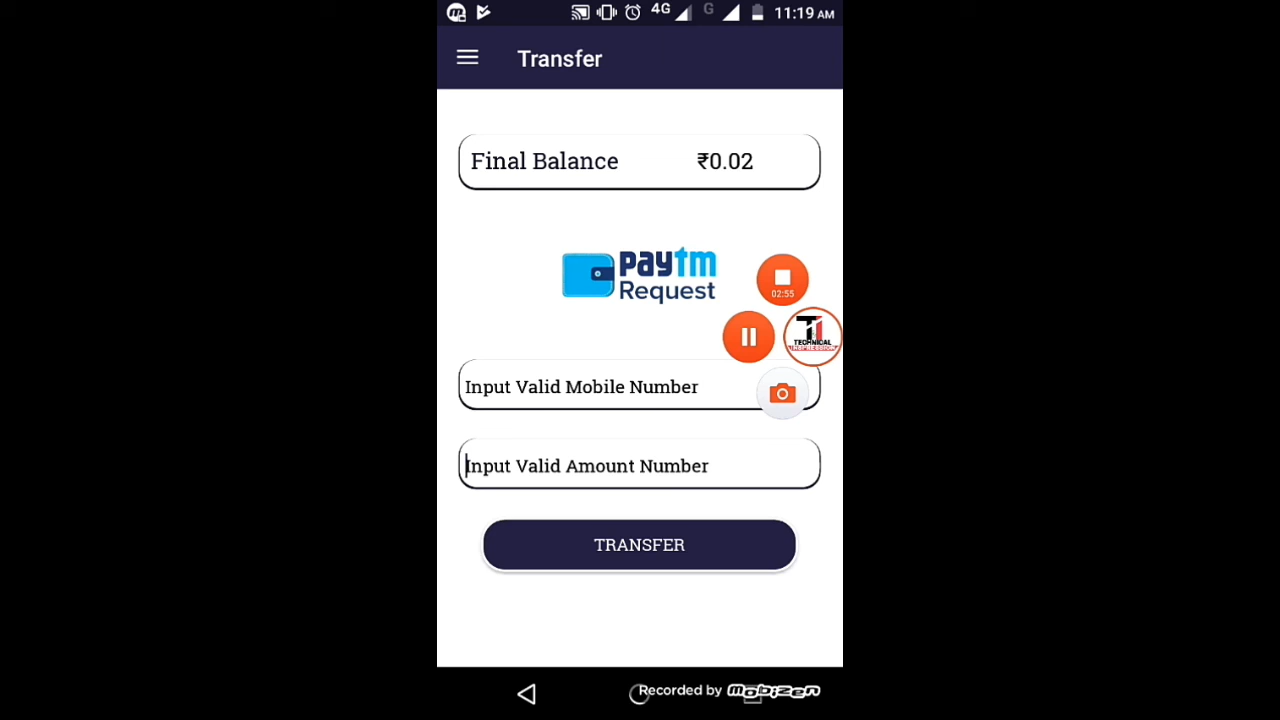 4G G 11:19 AM
Transfer
Final Balance ₹0.02
paytm
Request
02:55
TECHNICAL
Input Valid Mobile Number
Input Valid Amount Number
TRANSFER
Recorded by mobizen